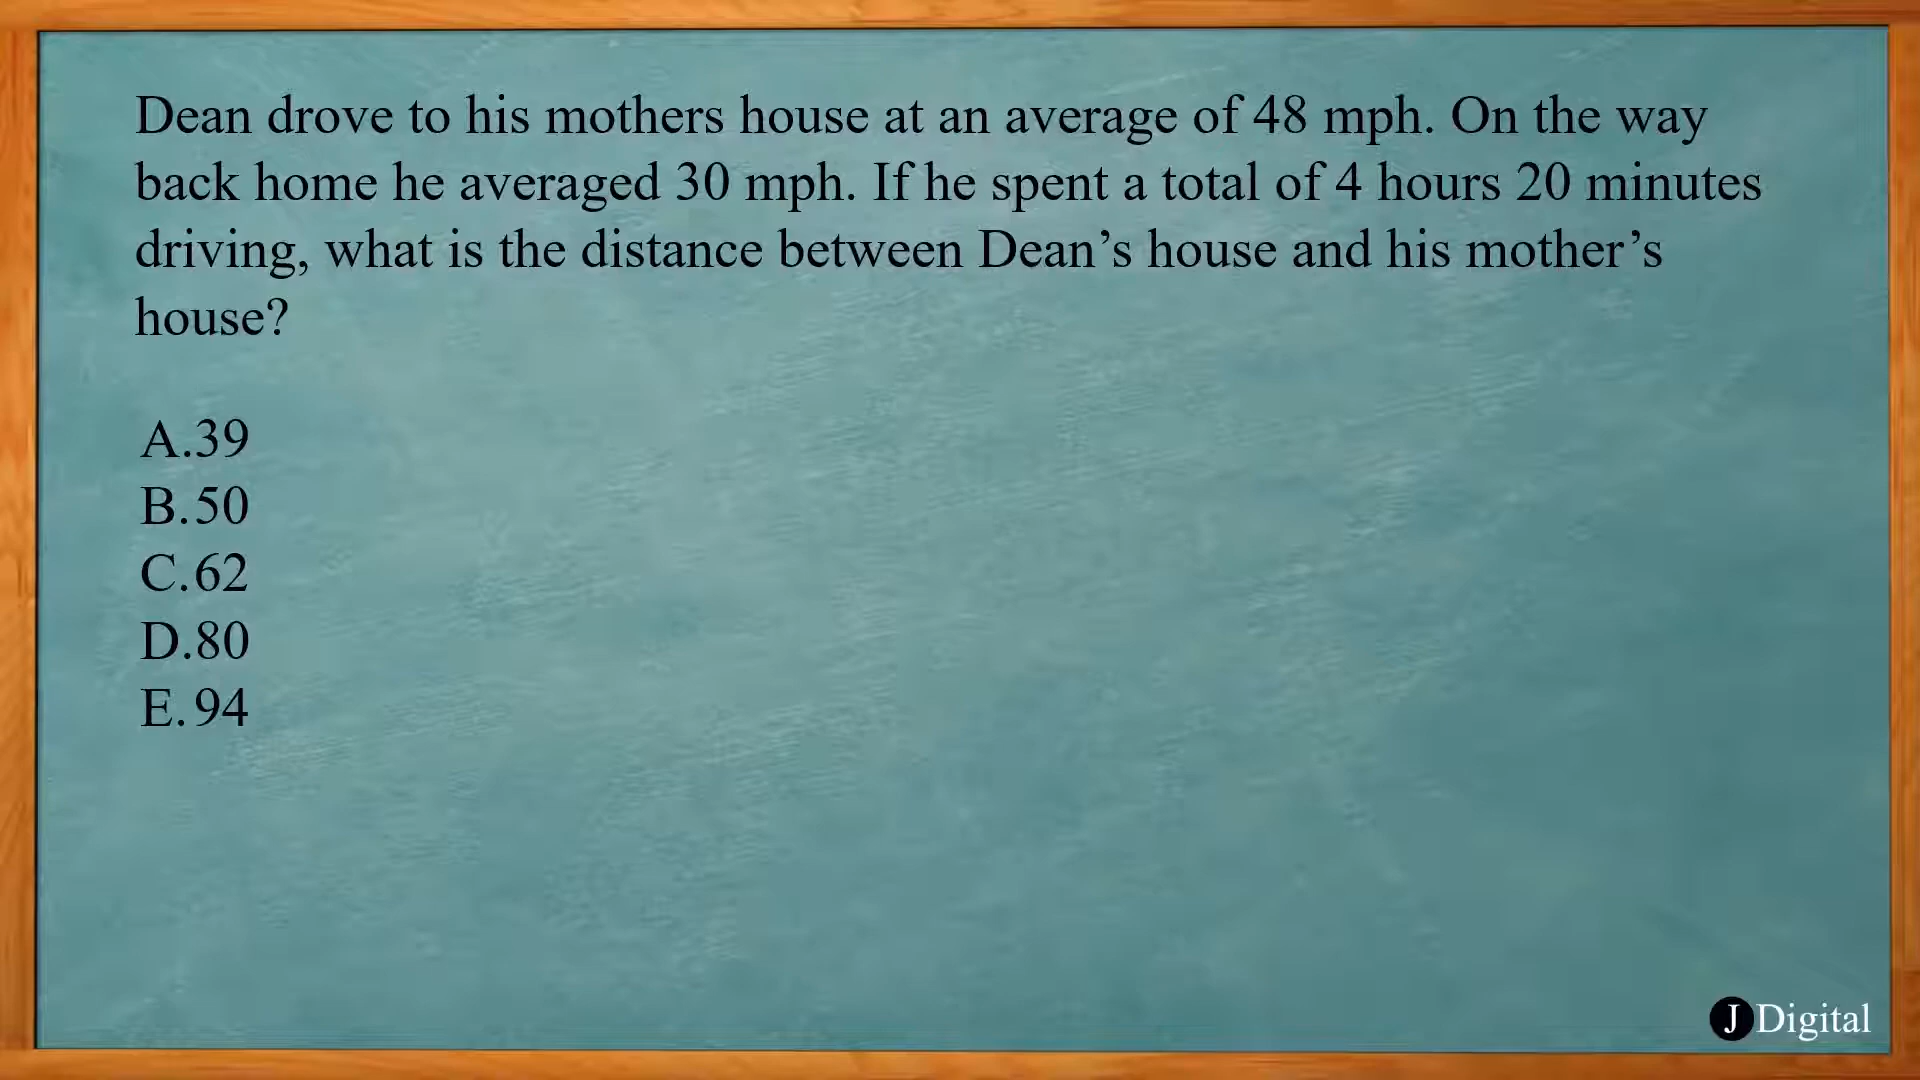 Dean drove to his mothers house at an average of 48 mph. On the way
back home he averaged 30 mph. If he spent a total of 4 hours 20 minutes
driving, what is the distance between Dean’s house and his mother’s
house?
A.39
B.50
C.62
D.80
E.94
J Digital